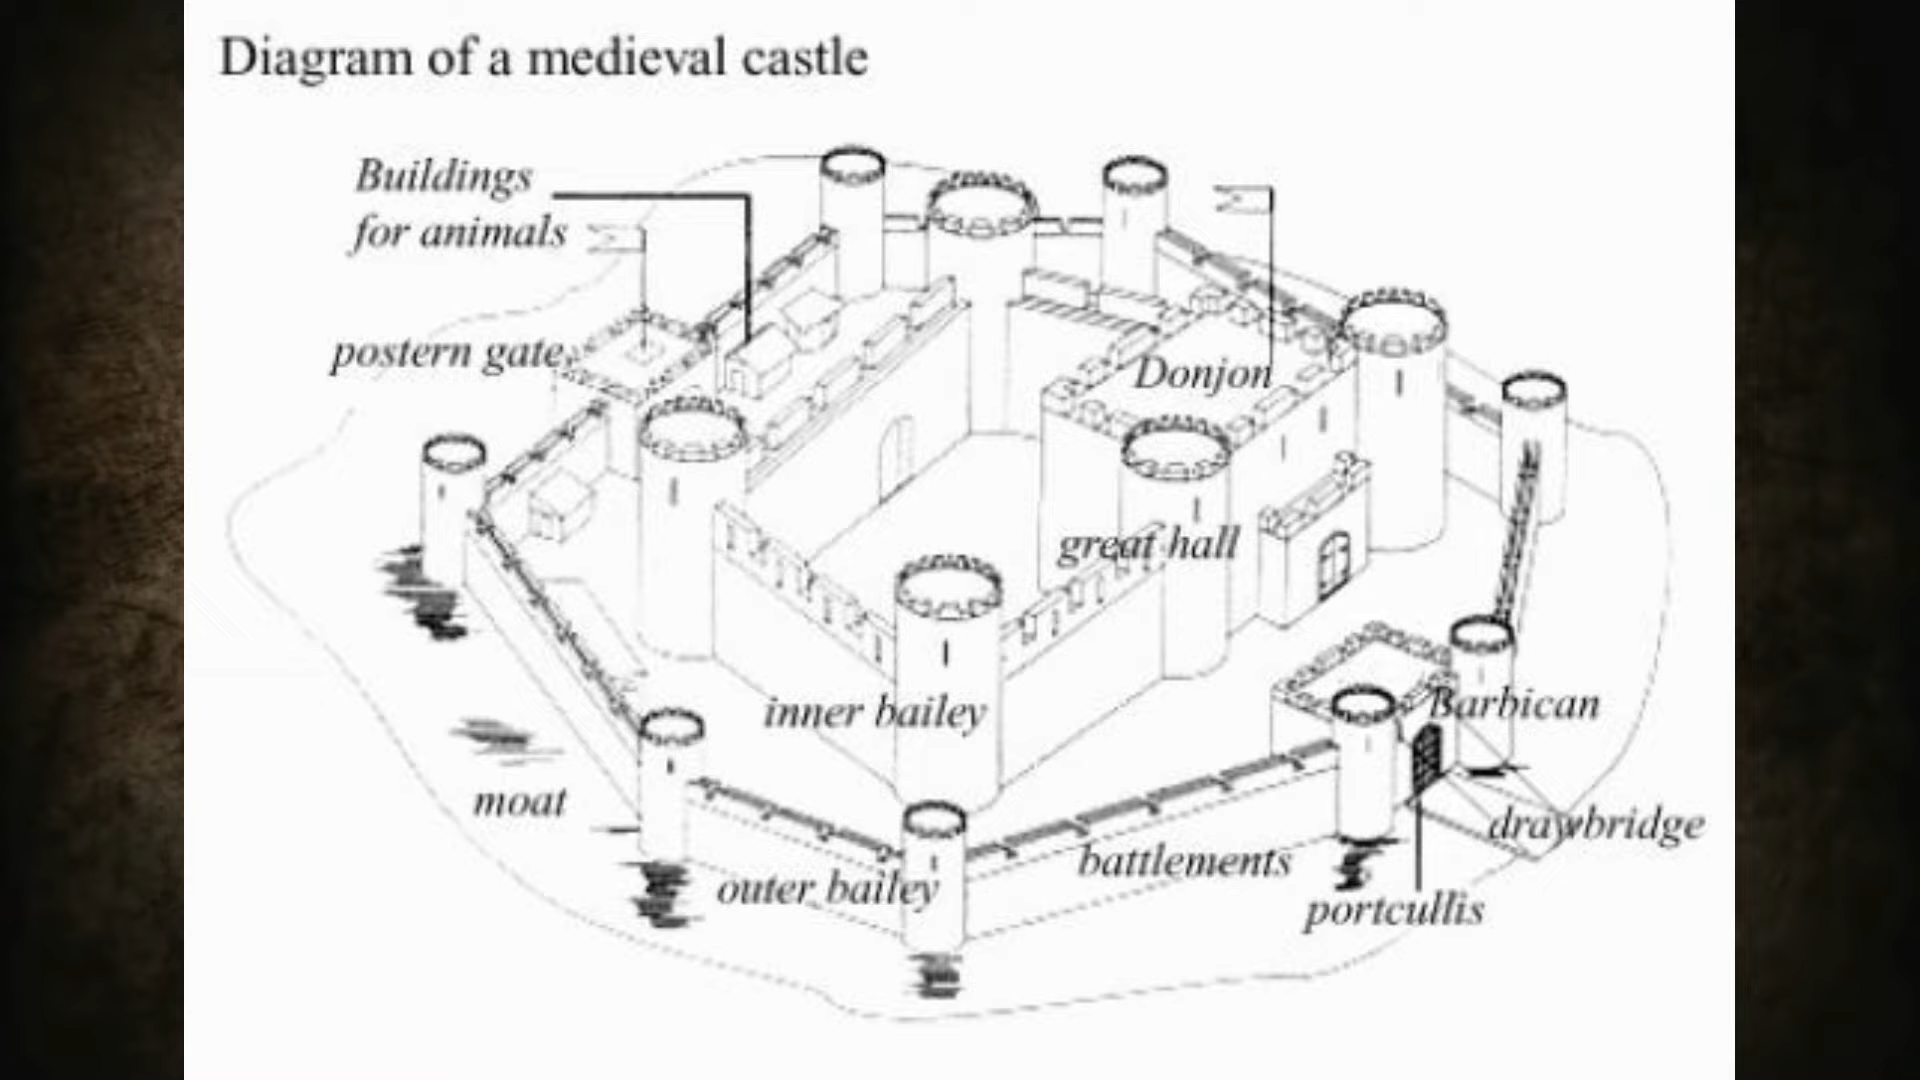 Diagram of a medieval castle
Buildings
for animals
postern gate
Donjon
great hall
inner bailey
Barbican
moat
drawbridge
battlements
outer bailey
portcullis